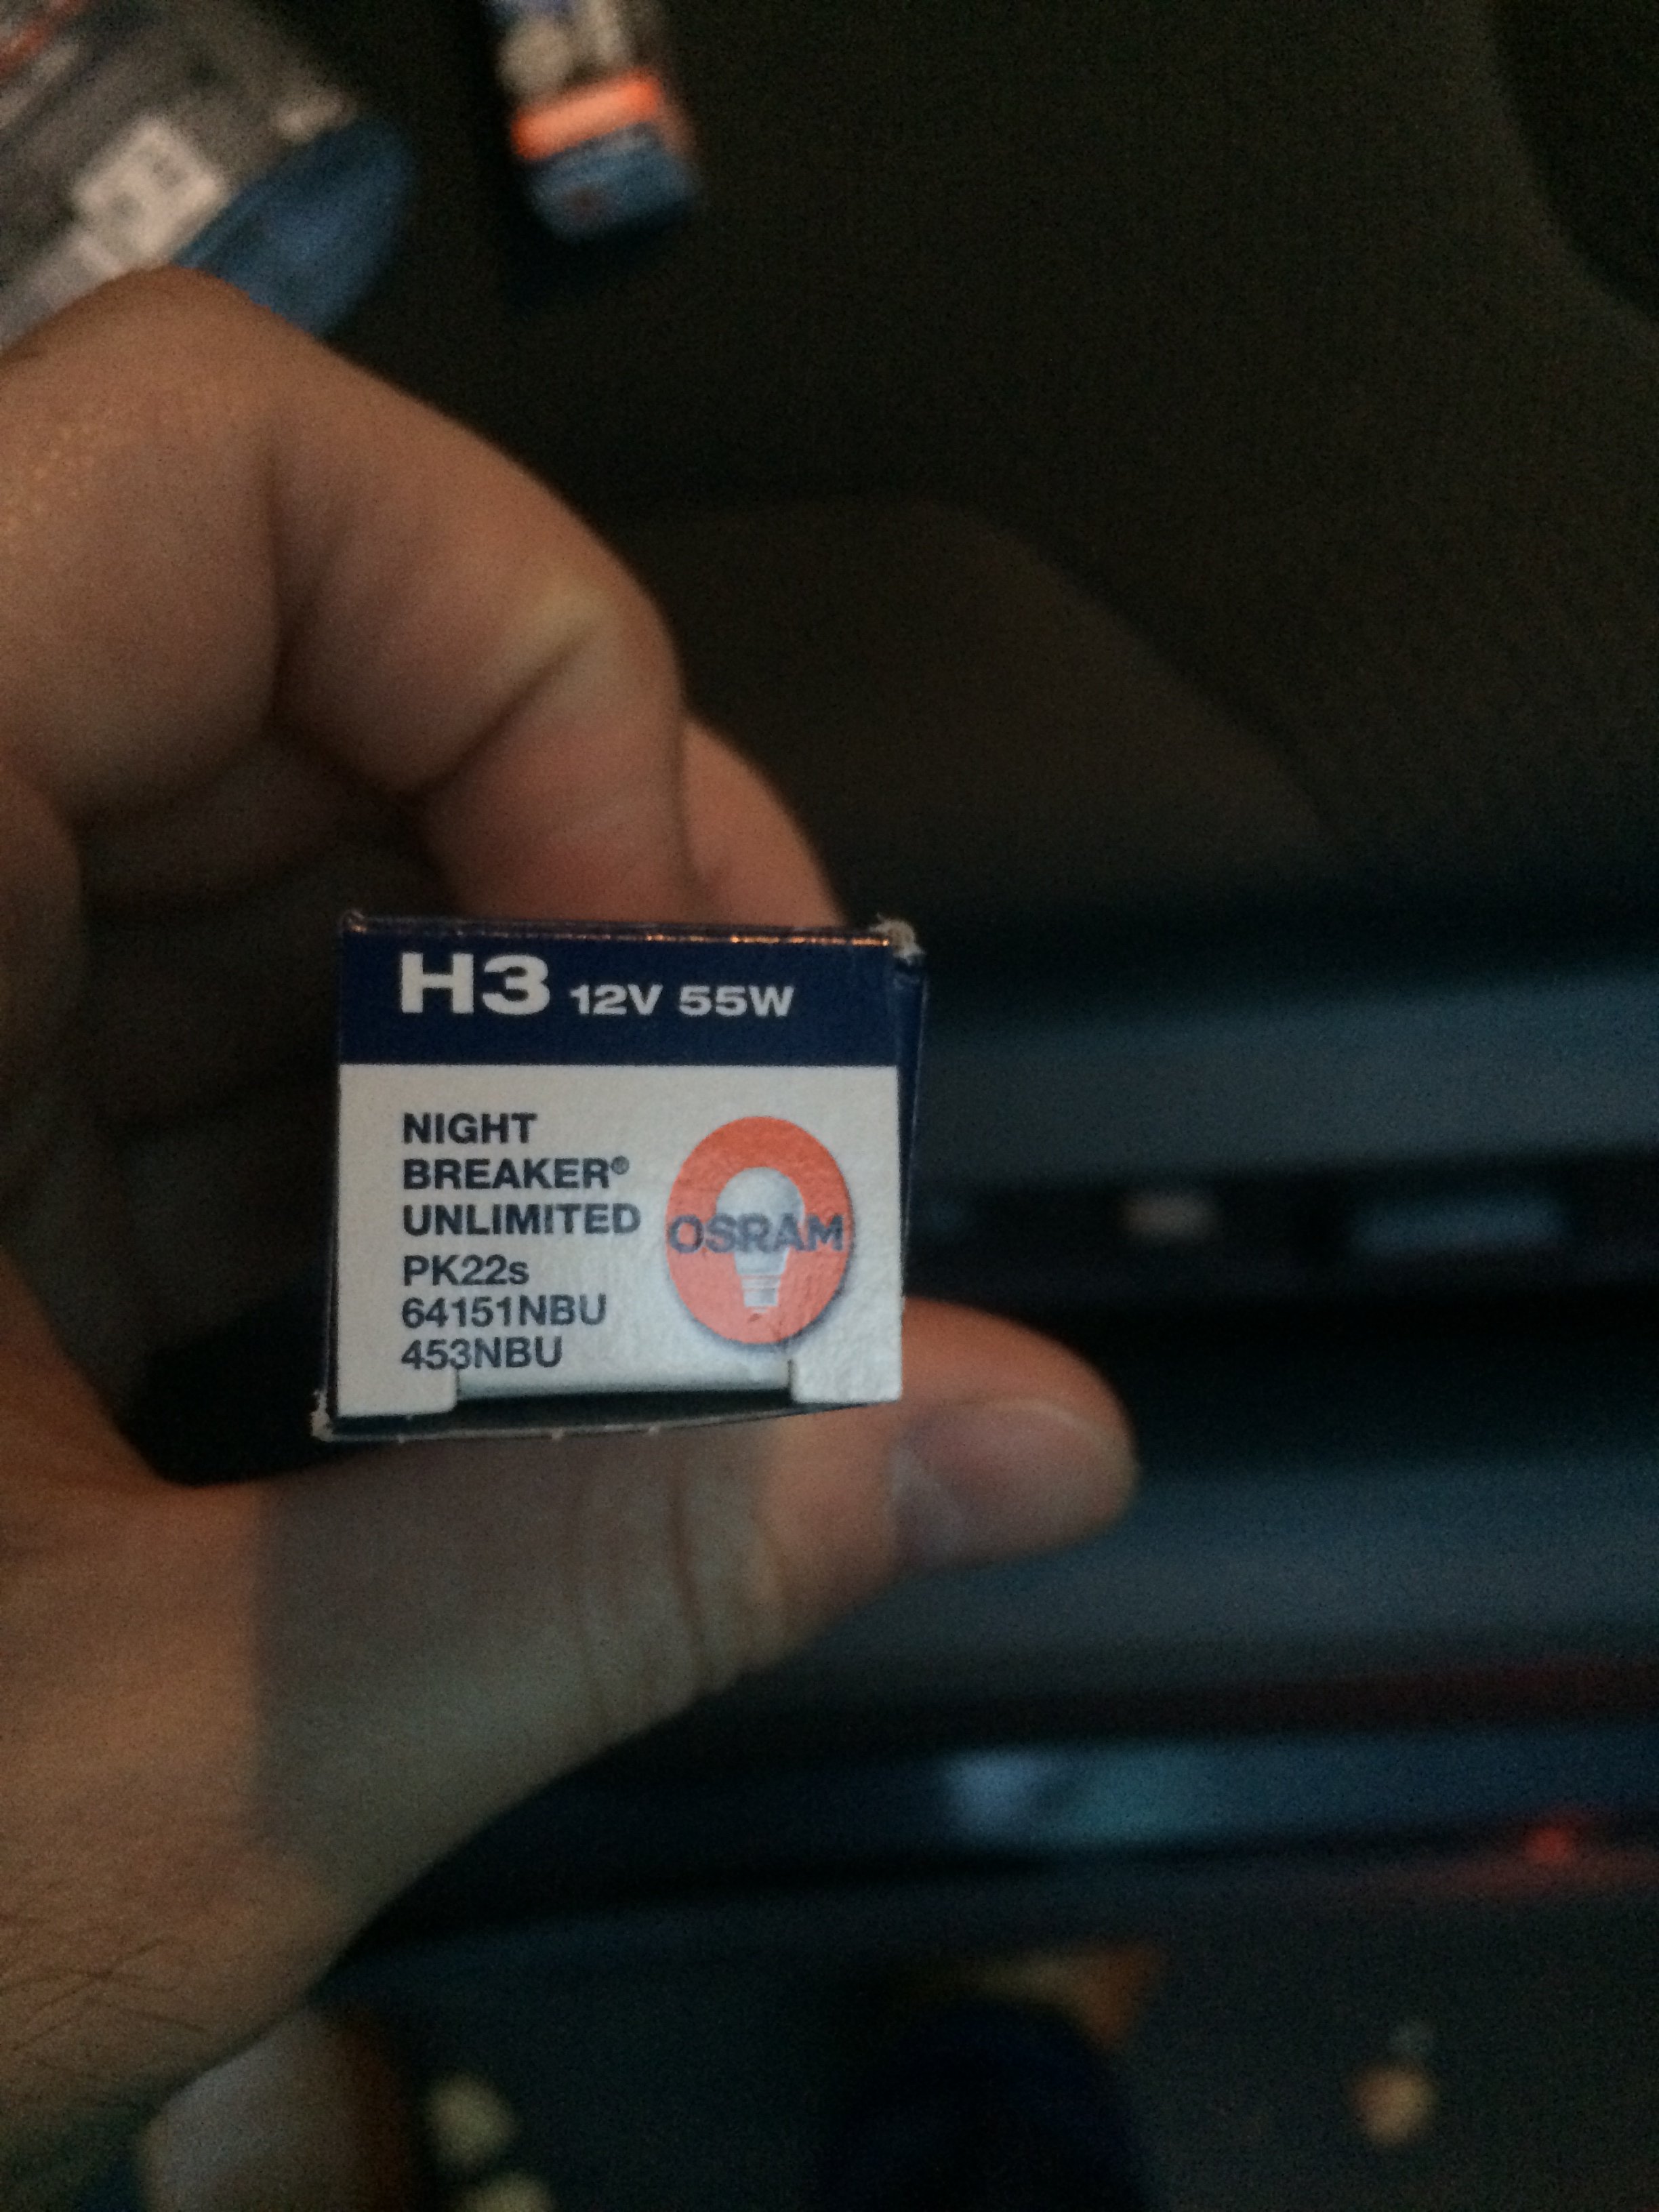 H3 12V 55W
NIGHT
BREAKER®
UNLIMITED
PK22s
64151NBU
453NBU
OSRAM